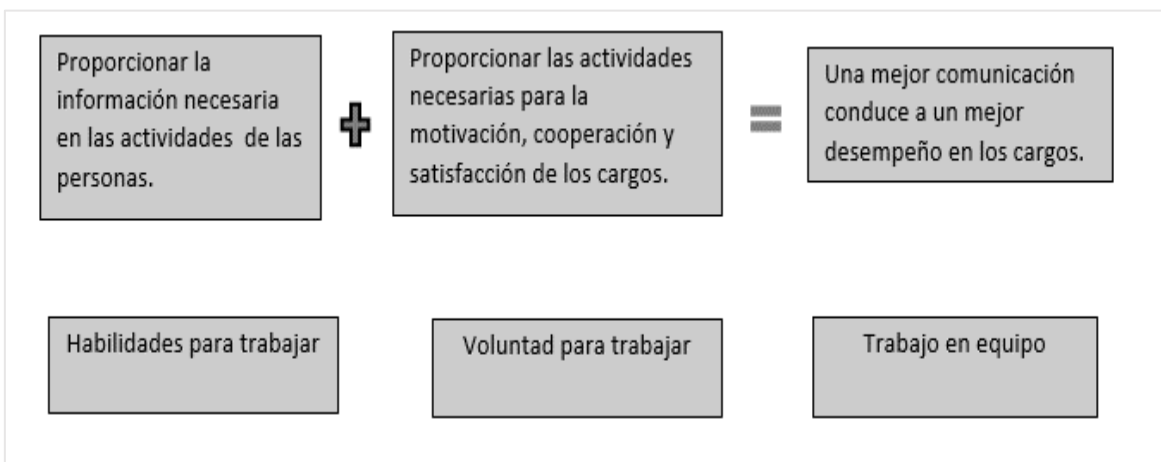 Proporcionar la
información necesaria
en las actividades de las
personas.
Proporcionar las actividades
necesarias para la
motivación, cooperación y
satisfacción de los cargos.
Una mejor comunicación
conduce a un mejor
desempeño en los cargos.
Habilidades para trabajar
Voluntad para trabajar
Trabajo en equipo